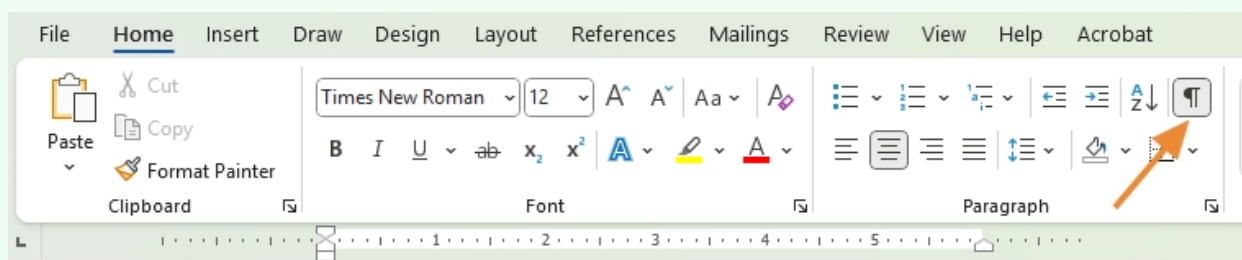 File Home Insert Draw Design Layout References Mailings Review View Help Acrobat
Cut
Times New Roman 12 A A Aa A
Paste
Copy
B I U ab x₂ x² A A
Format Painter
Clipboard Font Paragraph
1 2 3 4 5